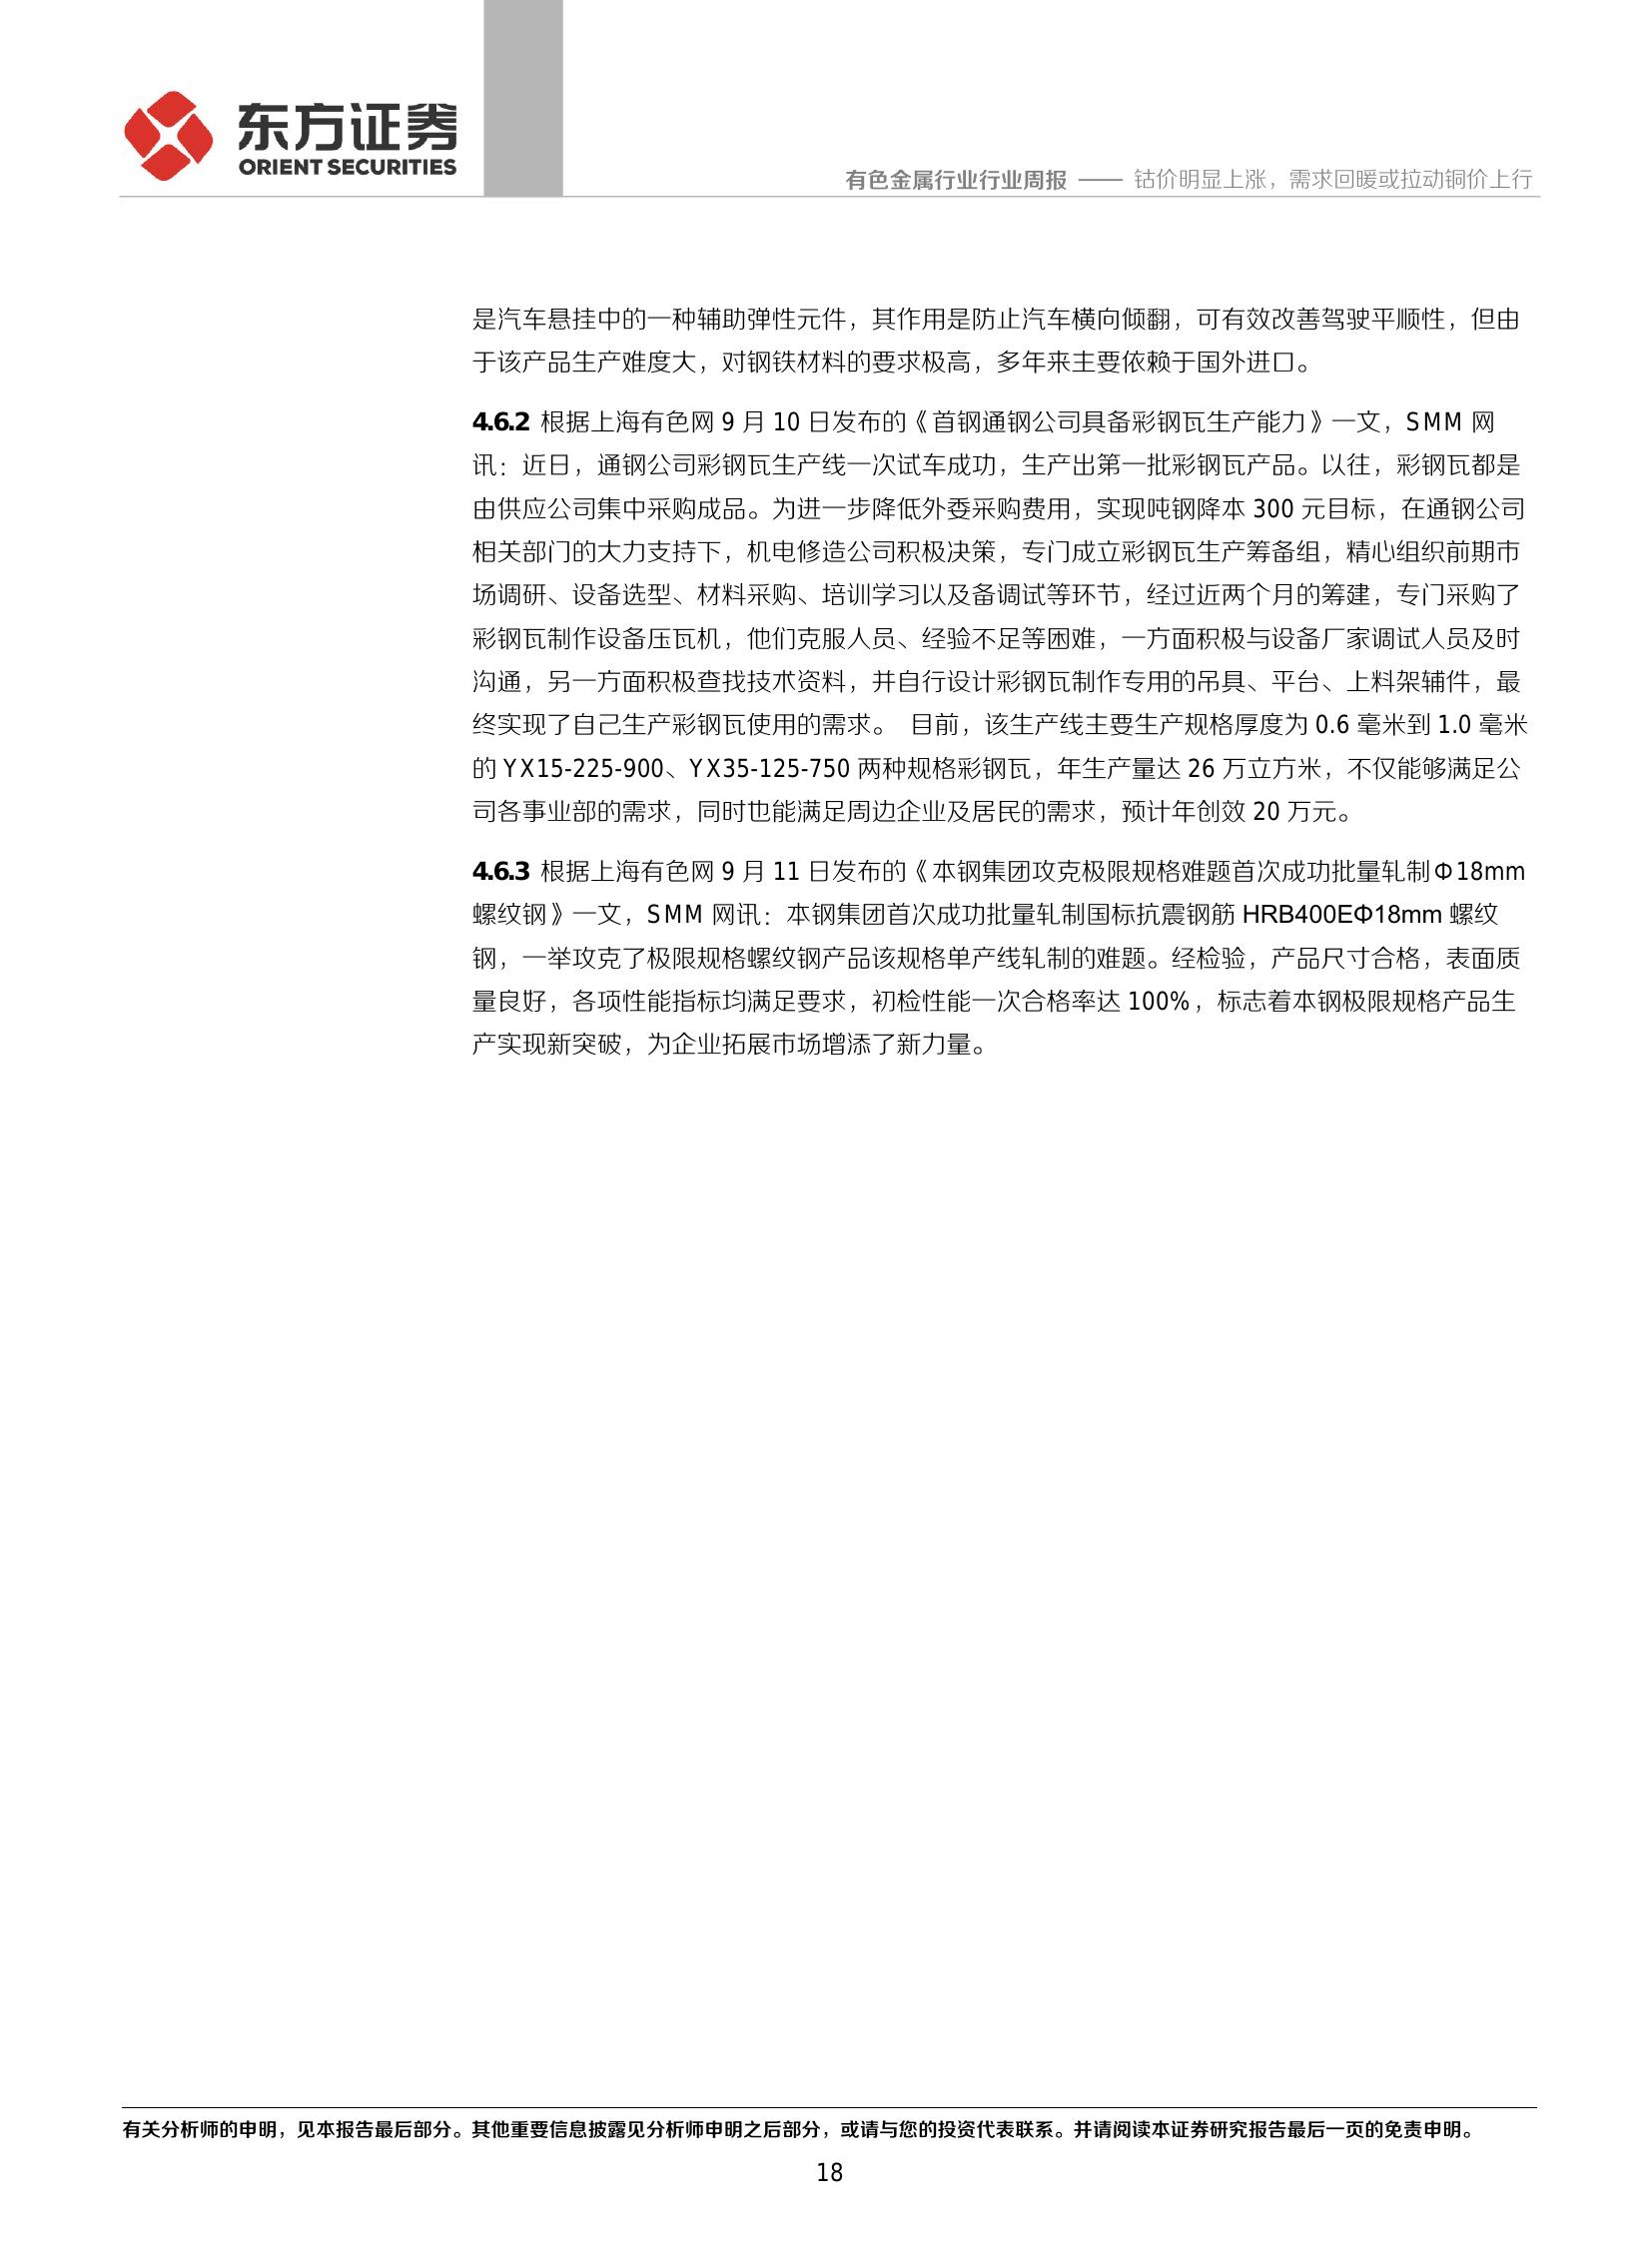 东方证券
ORIENT SECURITIES
有色金属行业行业周报 —— 钴价明显上涨，需求回暖或拉动铜价上行
是汽车悬挂中的一种辅助弹性元件，其作用是防止汽车横向倾翻，可有效改善驾驶平顺性，但由
于该产品生产难度大，对钢铁材料的要求极高，多年来主要依赖于国外进口。
4.6.2 根据上海有色网 9 月 10 日发布的《首钢通钢公司具备彩钢瓦生产能力》一文，SMM 网
讯：近日，通钢公司彩钢瓦生产线一次试车成功，生产出第一批彩钢瓦产品。以往，彩钢瓦都是
由供应公司集中采购成品。为进一步降低外委采购费用，实现吨钢降本 300 元目标，在通钢公司
相关部门的大力支持下，机电修造公司积极决策，专门成立彩钢瓦生产筹备组，精心组织前期市
场调研、设备选型、材料采购、培训学习以及备调试等环节，经过近两个月的筹建，专门采购了
彩钢瓦制作设备压瓦机，他们克服人员、经验不足等困难，一方面积极与设备厂家调试人员及时
沟通，另一方面积极查找技术资料，并自行设计彩钢瓦制作专用的吊具、平台、上料架辅件，最
终实现了自己生产彩钢瓦使用的需求。 目前，该生产线主要生产规格厚度为 0.6 毫米到 1.0 毫米
的 YX15-225-900、YX35-125-750 两种规格彩钢瓦，年生产量达 26 万立方米，不仅能够满足公
司各事业部的需求，同时也能满足周边企业及居民的需求，预计年创效 20 万元。
4.6.3 根据上海有色网 9 月 11 日发布的《本钢集团攻克极限规格难题首次成功批量轧制Φ18mm
螺纹钢》一文，SMM 网讯：本钢集团首次成功批量轧制国标抗震钢筋 HRB400EΦ18mm 螺纹
钢，一举攻克了极限规格螺纹钢产品该规格单产线轧制的难题。经检验，产品尺寸合格，表面质
量良好，各项性能指标均满足要求，初检性能一次合格率达 100%，标志着本钢极限规格产品生
产实现新突破，为企业拓展市场增添了新力量。
有关分析师的申明，见本报告最后部分。其他重要信息披露见分析师申明之后部分，或请与您的投资代表联系。并请阅读本证券研究报告最后一页的免责申明。
18